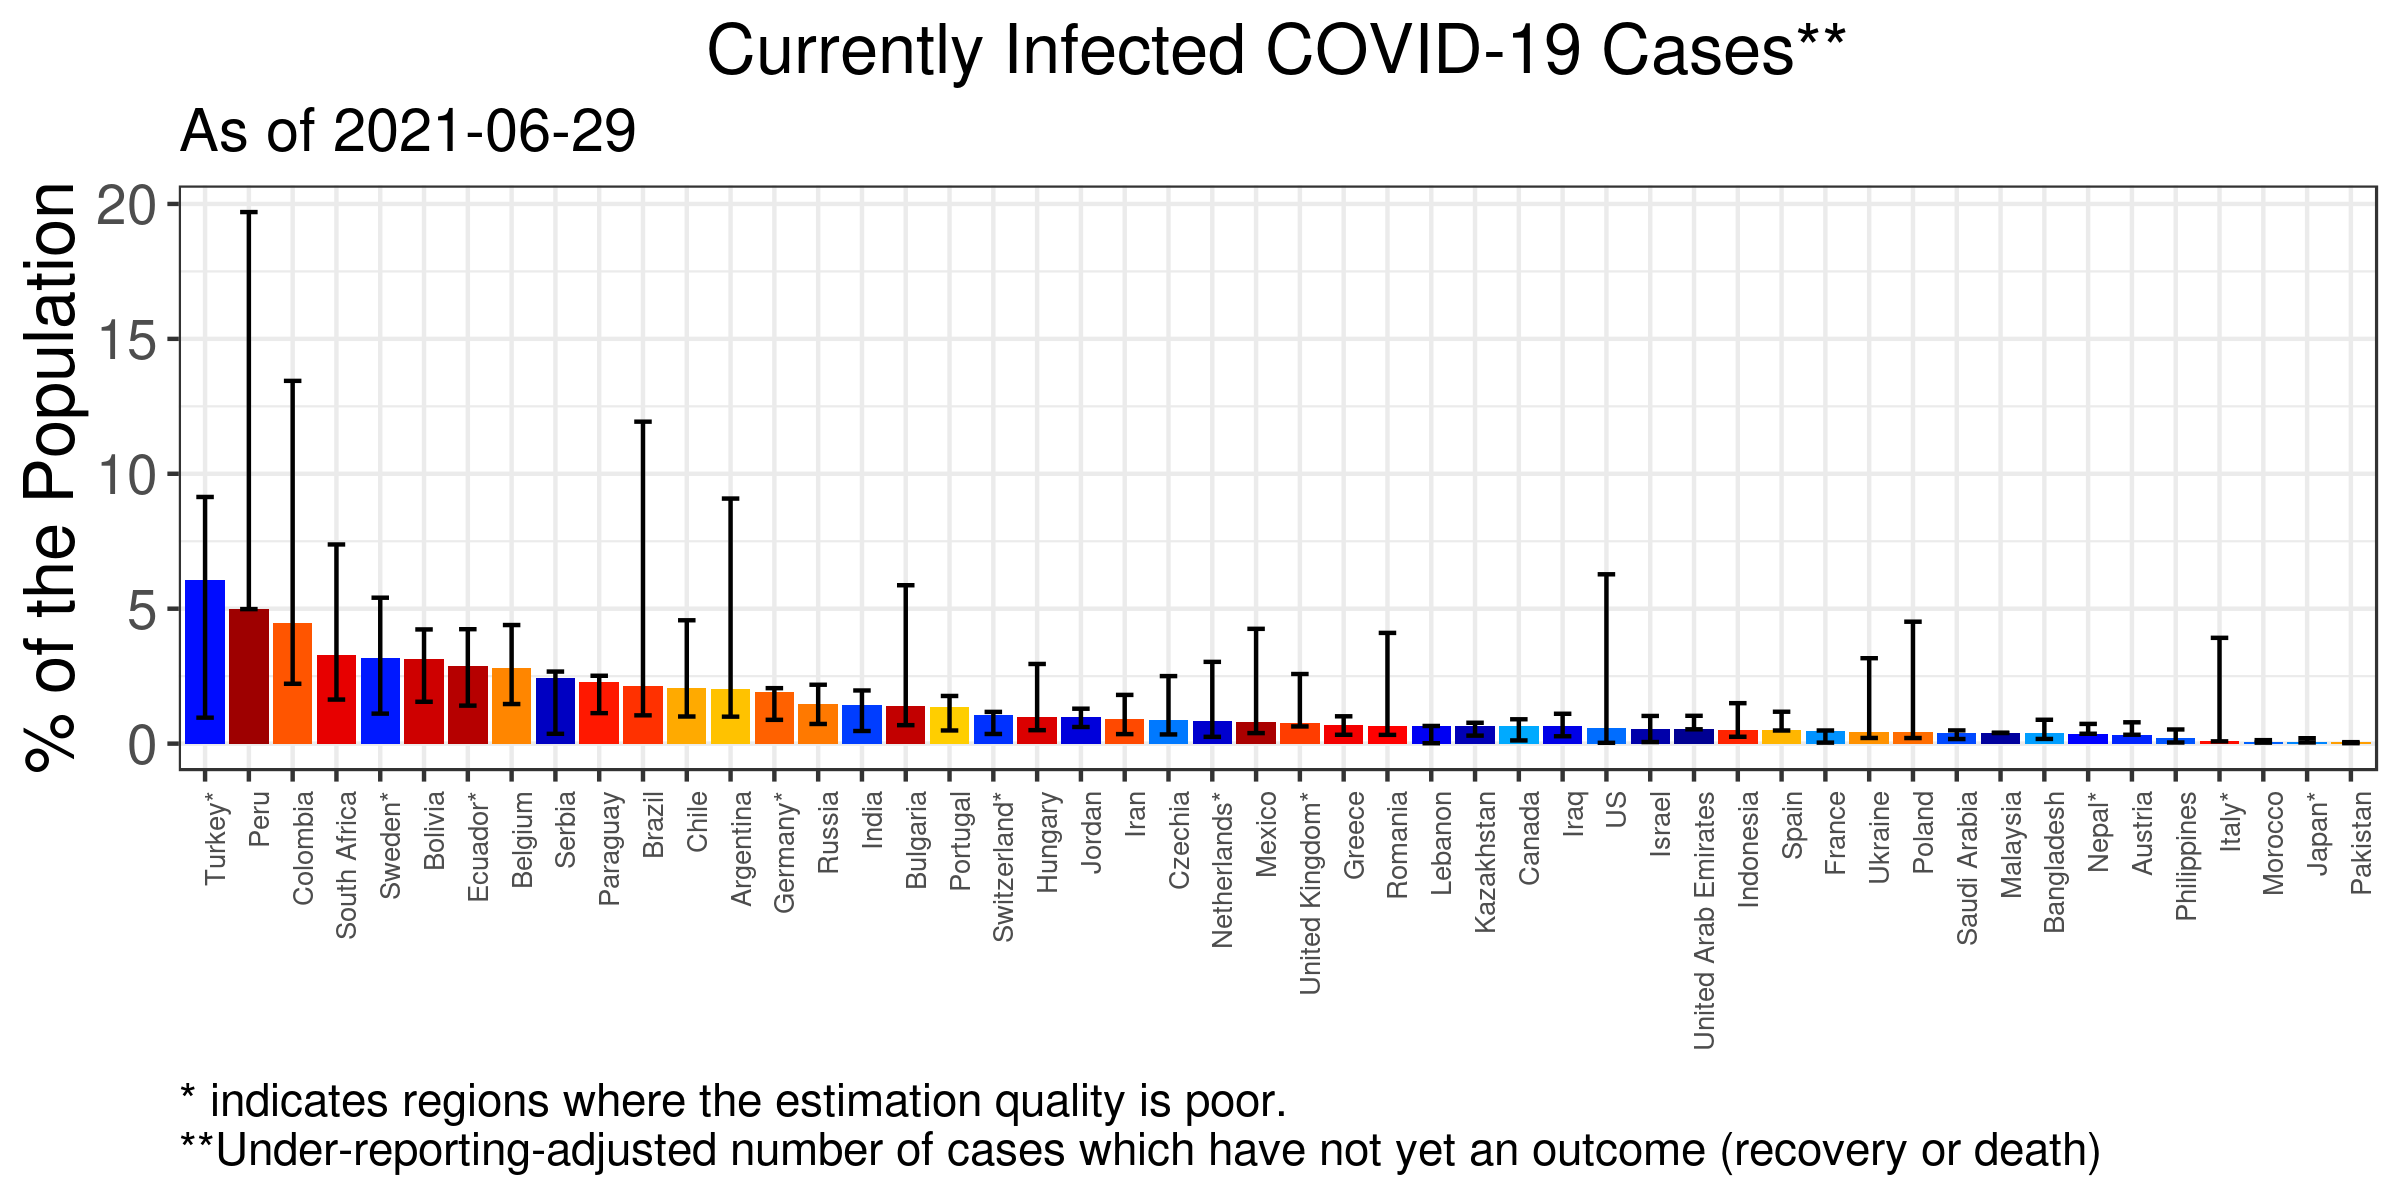 Currently Infected COVID-19 Cases**
As of 2021-06-29
% of the Population
20
15
10
5
0
Turkey*
Peru
Colombia
South Africa
Sweden*
Bolivia
Ecuador*
Belgium
Serbia
Paraguay
Brazil
Chile
Argentina
Germany*
Russia
India
Bulgaria
Portugal
Switzerland*
Hungary
Jordan
Iran
Czechia
Netherlands*
Mexico
United Kingdom*
Greece
Romania
Lebanon
Kazakhstan
Canada
Iraq
US
Israel
United Arab Emirates
Indonesia
Spain
France
Ukraine
Poland
Saudi Arabia
Malaysia
Bangladesh
Nepal*
Austria
Philippines
Italy*
Morocco
Japan*
Pakistan
* indicates regions where the estimation quality is poor.
**Under-reporting-adjusted number of cases which have not yet an outcome (recovery or death)